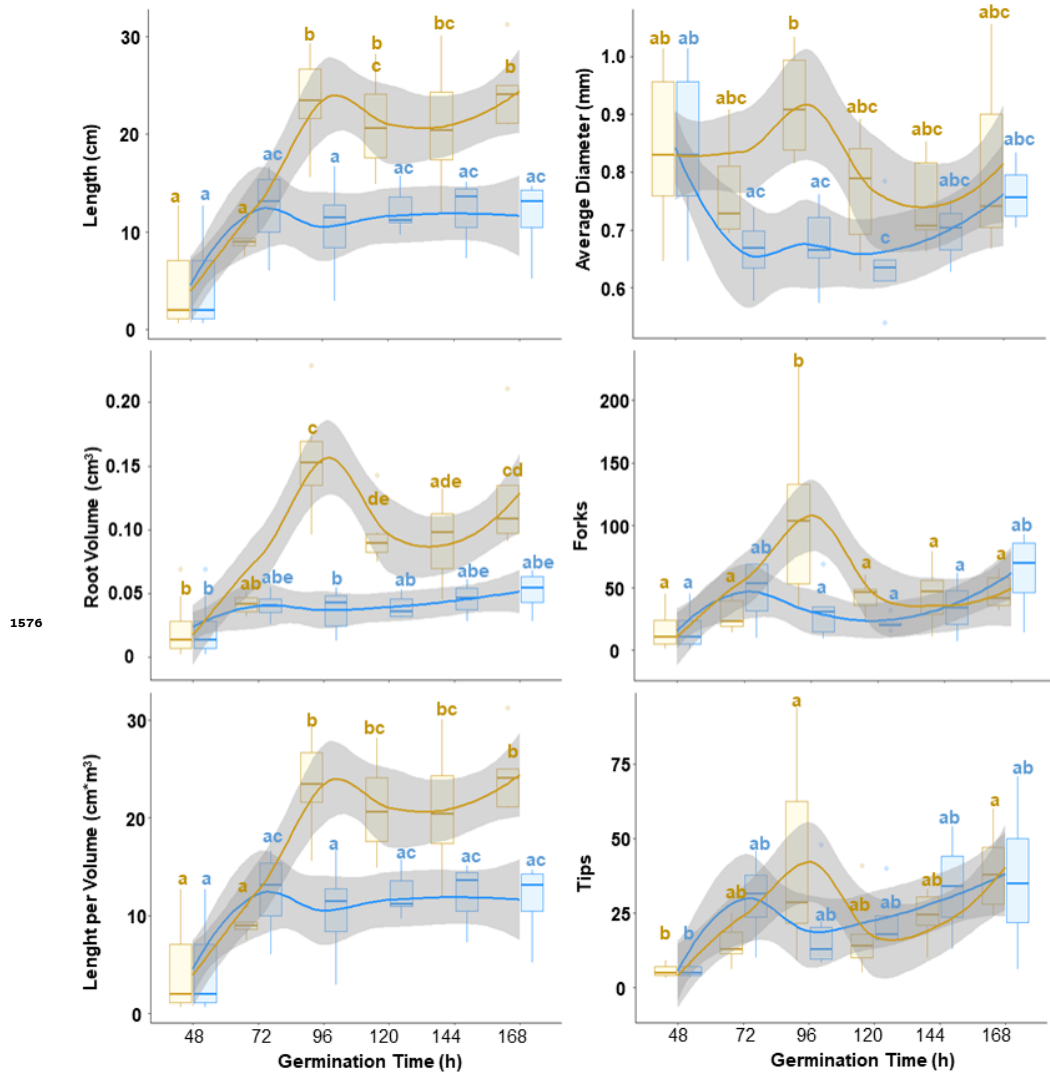 30
20
10
0
Length (cm)
a
a
a
ac
b
a
b
c
ac
bc
ac
b
ac
1.0
0.9
0.8
0.7
0.6
Average Diameter (mm)
ab
ab
abc
ac
b
ac
abc
c
abc
abc
abc
abc
0.20
0.15
0.10
0.05
0
Root Volume (cm³)
b
b
ab
abe
c
b
de
ab
ade
abe
cd
abe
200
150
100
50
0
Forks
a
a
a
ab
b
a
a
a
a
a
a
ab
1576
30
20
10
0
Lenght per Volume (cm*m³)
a
a
a
ac
b
a
bc
ac
bc
ac
b
ac
48
72
96
120
144
168
Germination Time (h)
75
50
25
0
Tips
b
b
ab
ab
a
ab
ab
ab
ab
ab
a
ab
48
72
96
120
144
168
Germination Time (h)